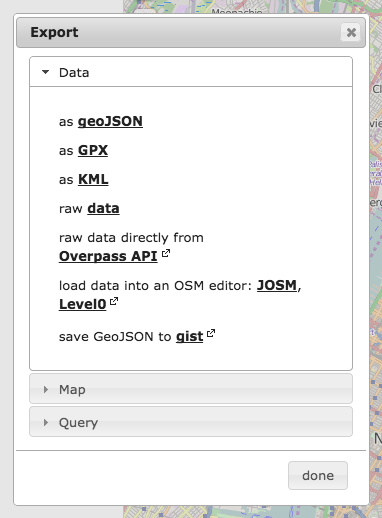 Moonachie
Export
Data
as geoJSON
as GPX
as KML
raw data
raw data directly from
Overpass API
load data into an OSM editor: JOSM,
Level0
save GeoJSON to gist
Map
Query
done